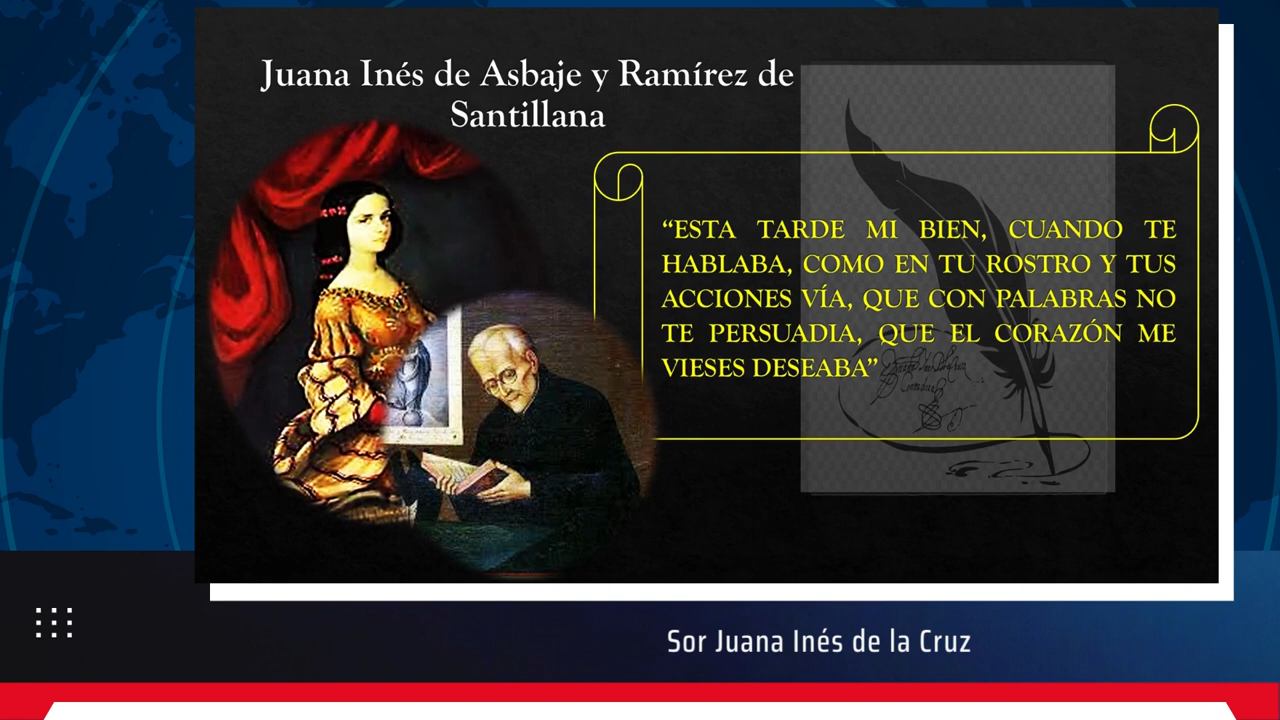 Juana Inés de Asbaje y Ramírez de
Santillana
“ESTA TARDE MI BIEN, CUANDO TE
HABLABA, COMO EN TU ROSTRO Y TUS
ACCIONES VÍA, QUE CON PALABRAS NO
TE PERSUADIA, QUE EL CORAZÓN ME
VIESES DESEABA”
Sor Juana Inés de la Cruz